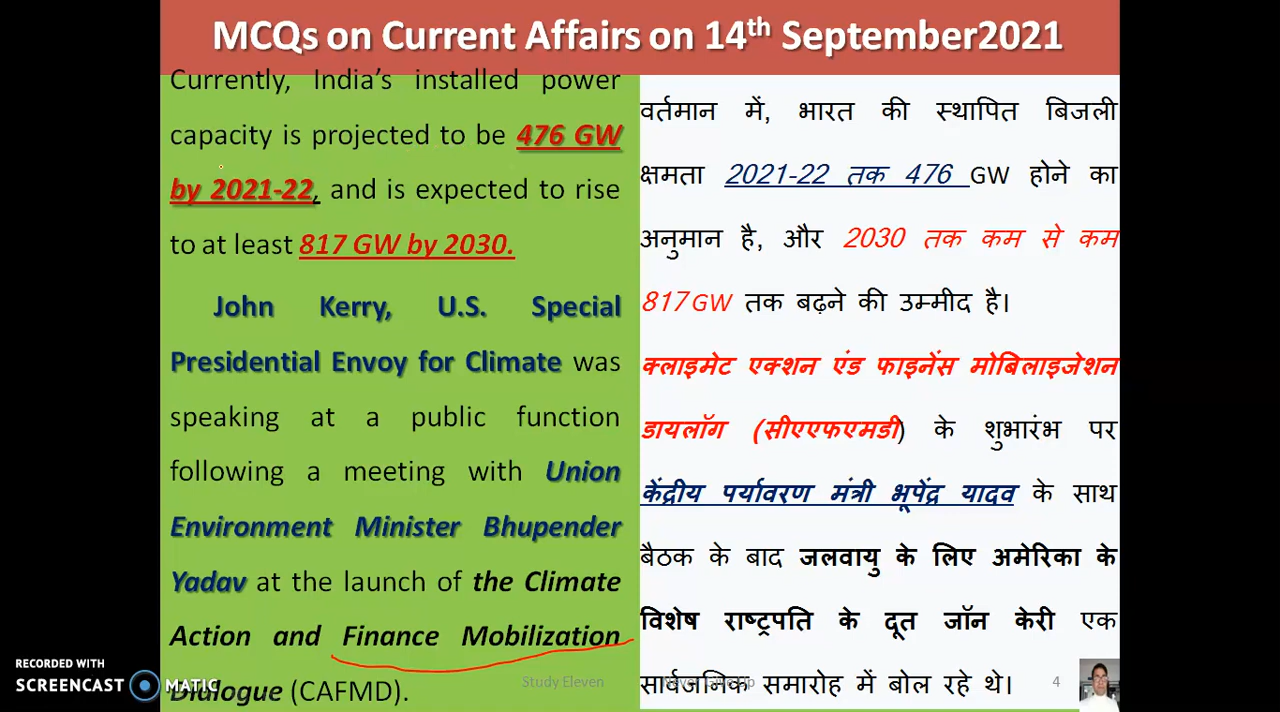 MCQs on Current Affairs on 14th September2021
Currently, India's installed power
capacity is projected to be 476 GW
by 2021-22, and is expected to rise
to at least 817 GW by 2030.
John Kerry, U.S. Special
Presidential Envoy for Climate was
speaking at a public function
following a meeting with Union
Environment Minister Bhupender
Yadav at the launch of the Climate
Action and Finance Mobilization
Dialogue (CAFMD).
वर्तमान में, भारत की स्थापित बिजली
क्षमता 2021-22 तक 476 GW होने का
अनुमान है, और 2030 तक कम से कम
817 GW तक बढ़ने की उम्मीद है।
क्लाइमेट एक्शन एंड फाइनेंस मोबिलाइजेशन
डायलॉग (सीएएफएमडी) के शुभारंभ पर
केंद्रीय पर्यावरण मंत्री भूपेंद्र यादव के साथ
बैठक के बाद जलवायु के लिए अमेरिका के
विशेष राष्ट्रपति के दूत जॉन केरी एक
सार्वजनिक समारोह में बोल रहे थे।
Study Eleven
Never Give Up
4
RECORDED WITH
SCREENCAST MATIC